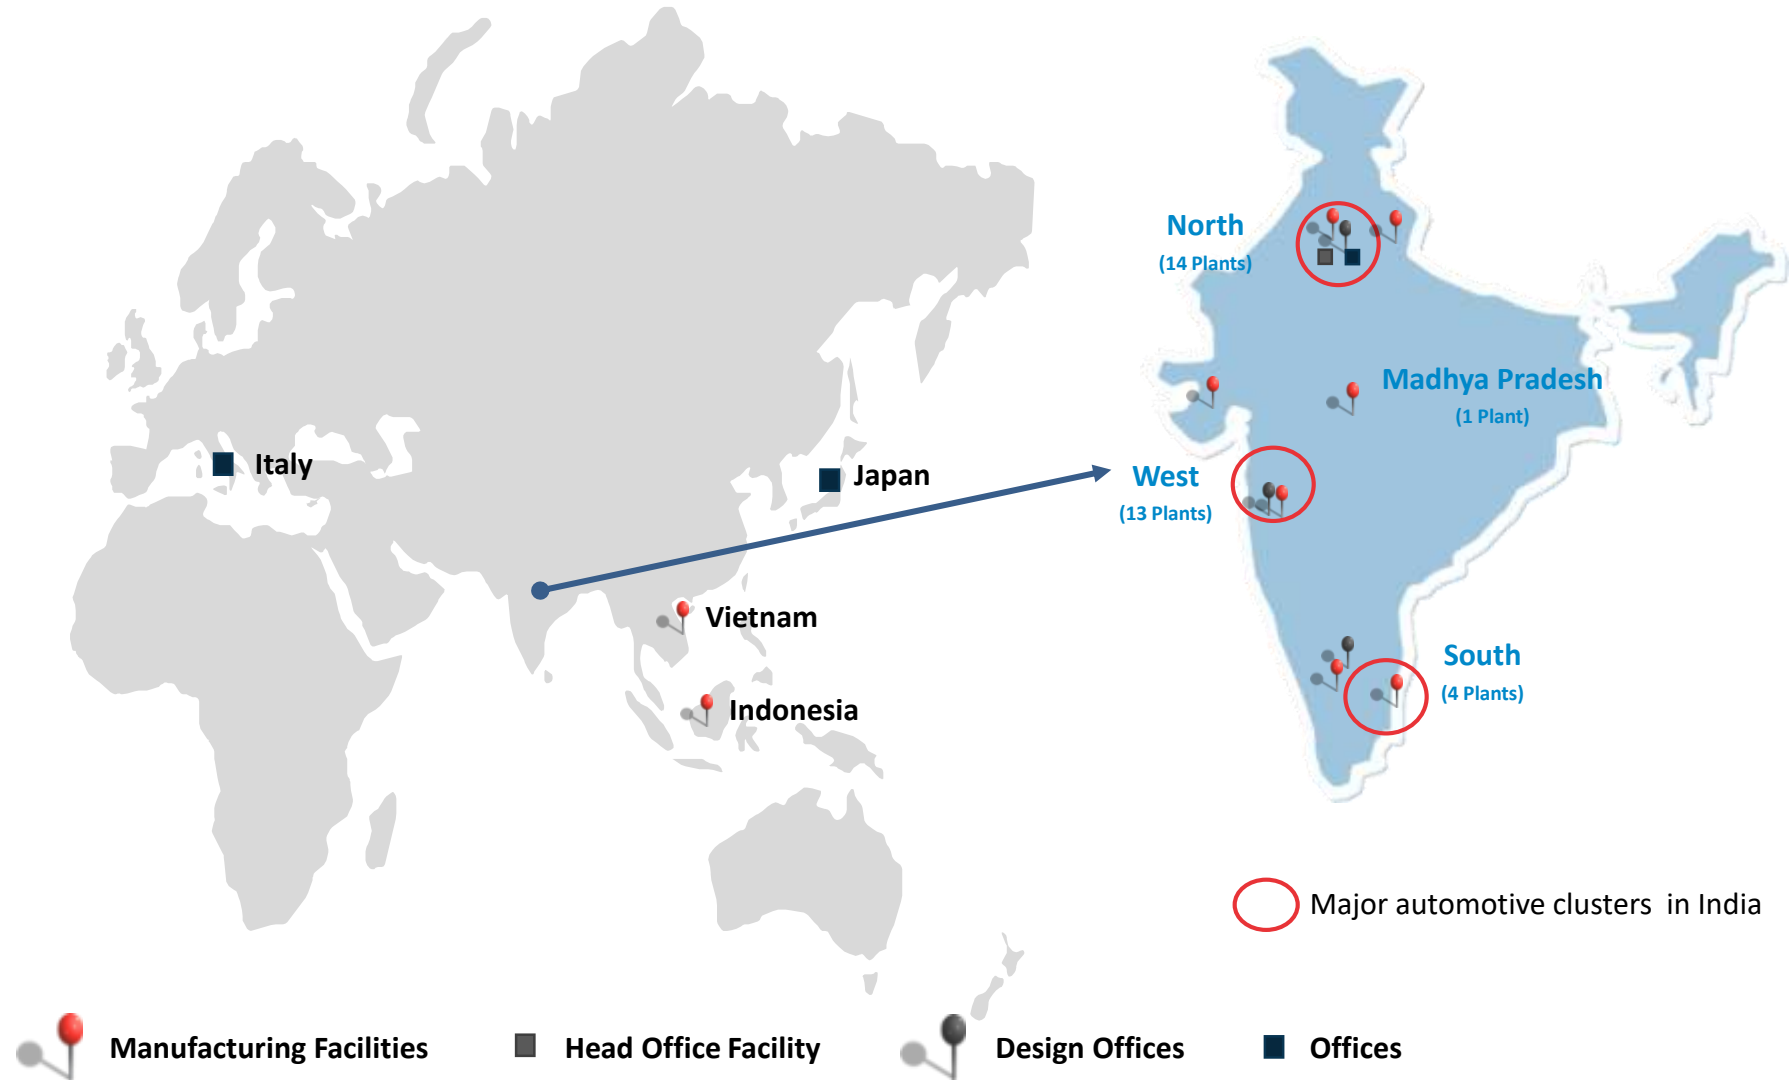 North
(14 Plants)
Madhya Pradesh
(1 Plant)
Italy
Japan
West
(13 Plants)
Vietnam
South
(4 Plants)
Indonesia
Major automotive clusters in India
Manufacturing Facilities
Head Office Facility
Design Offices
Offices